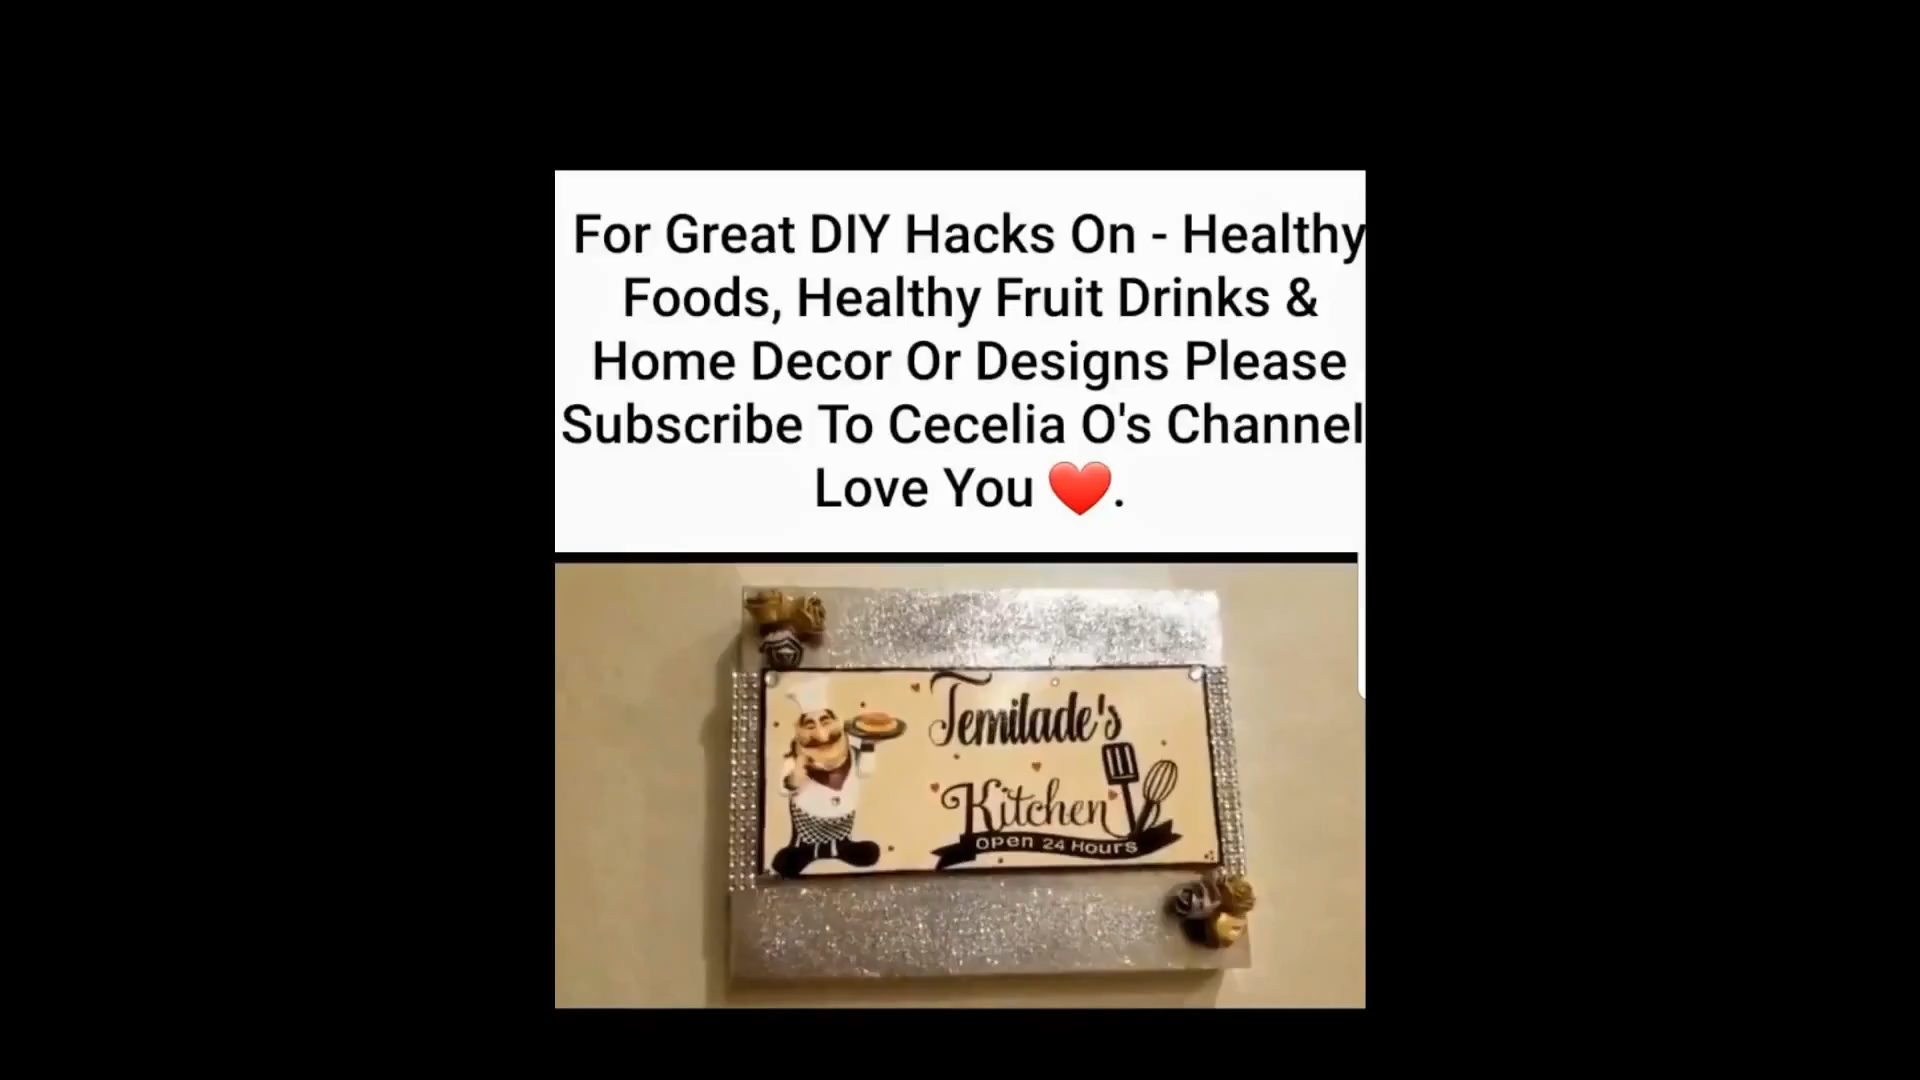 For Great DIY Hacks On - Healthy
Foods, Healthy Fruit Drinks &
Home Decor Or Designs Please
Subscribe To Cecelia O's Channel
Love You ❤️.
Temilade's
Kitchen
Open 24 Hours